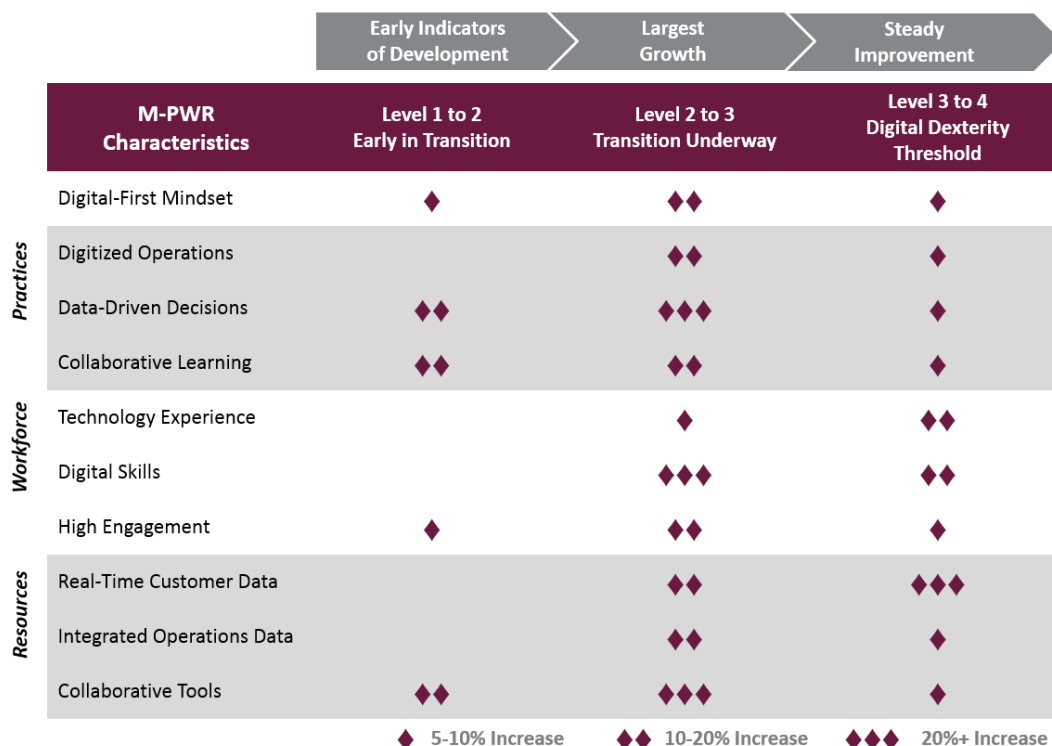 Early Indicators
of Development
Largest
Growth
Steady
Improvement
M-PWR
Characteristics
Level 1 to 2
Early in Transition
Level 2 to 3
Transition Underway
Level 3 to 4
Digital Dexterity
Threshold
Practices
Digital-First Mindset
Digitized Operations
Data-Driven Decisions
Collaborative Learning
Workforce
Technology Experience
Digital Skills
High Engagement
Resources
Real-Time Customer Data
Integrated Operations Data
Collaborative Tools
5-10% Increase
10-20% Increase
20%+ Increase